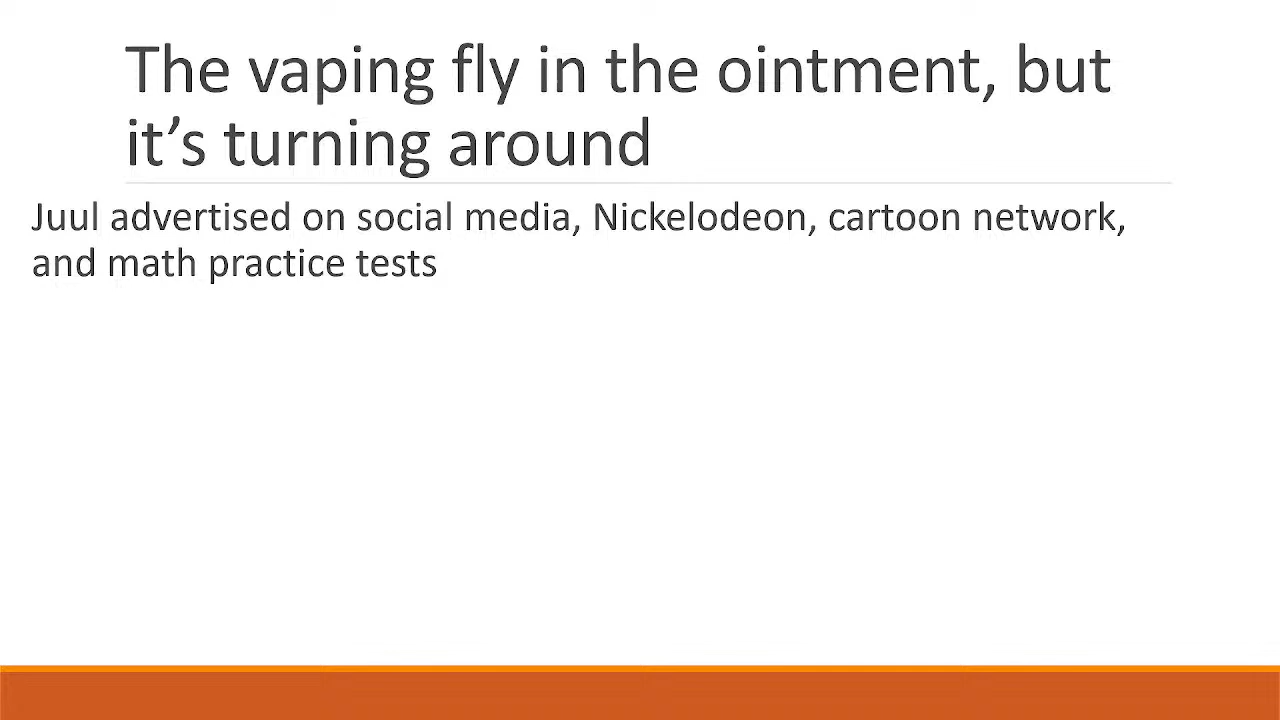 The vaping fly in the ointment, but
it’s turning around
Juul advertised on social media, Nickelodeon, cartoon network,
and math practice tests